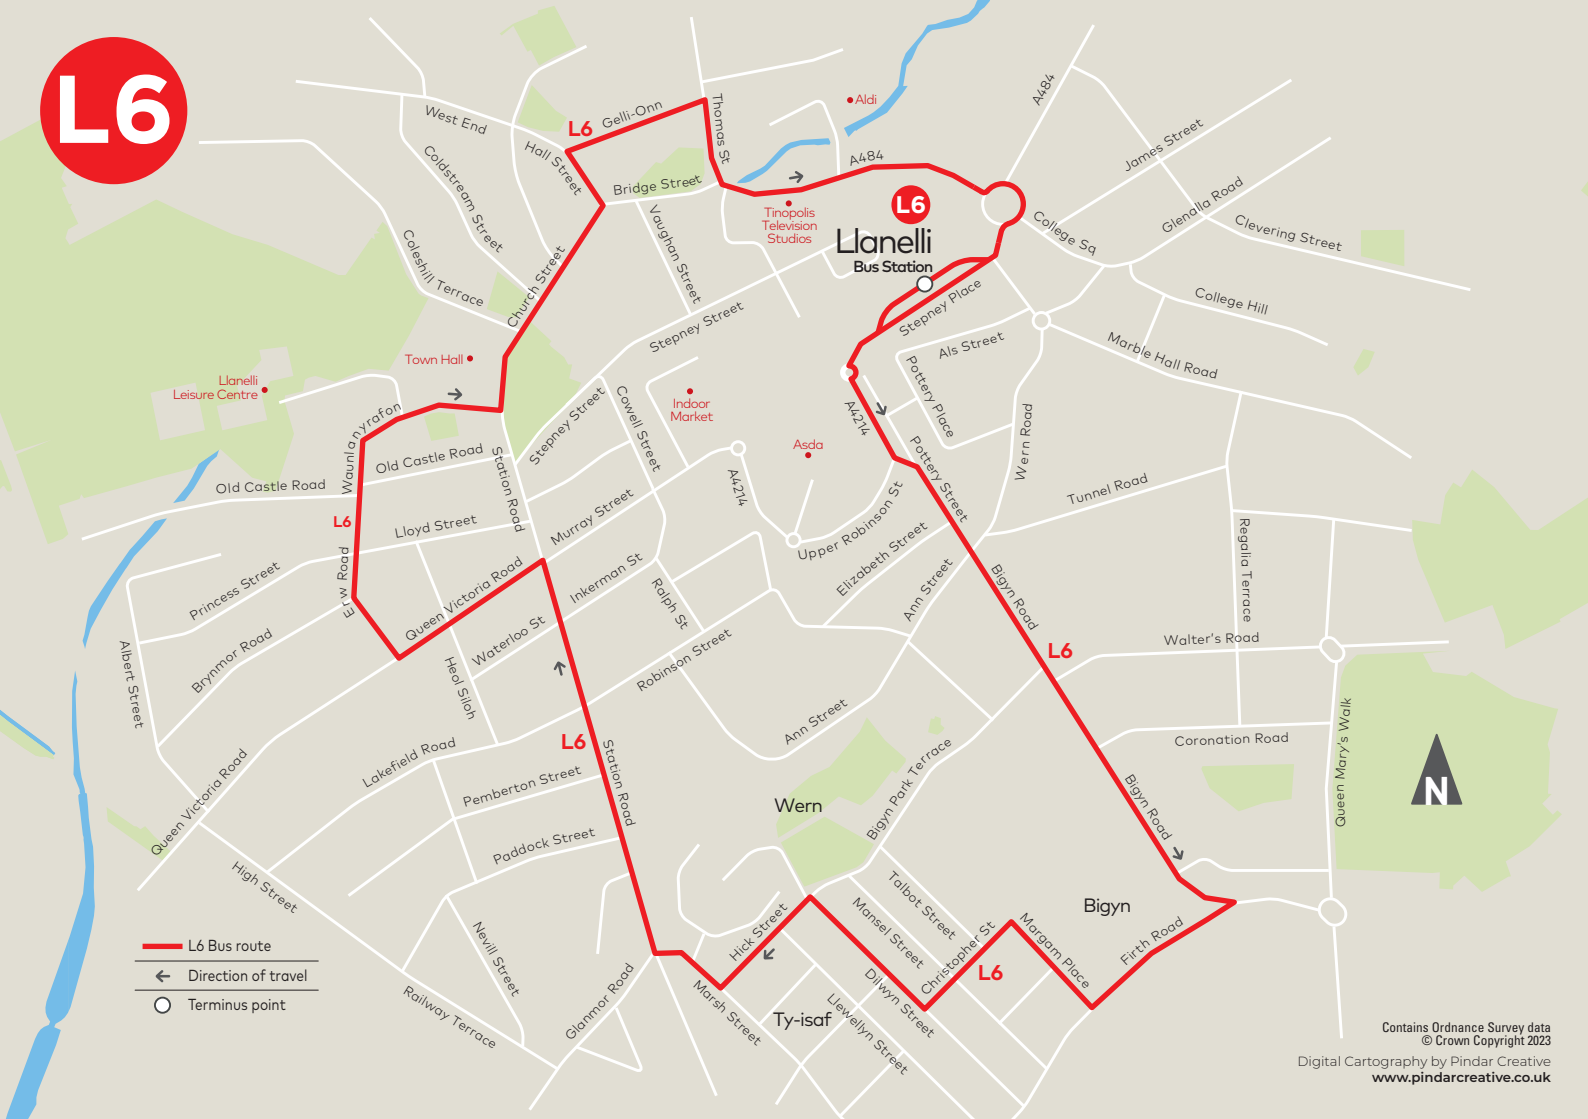 L6
West End
Hall Street
L6
Gelli-Onn
Thomas St
Aldi
A484
A484
James Street
Glenalla Road
Clevering Street
College Sq
College Hill
Coldstream Street
Bridge Street
Vaughan Street
Tinopolis
Television
Studios
L6
Llanelli
Bus Station
Stepney Place
Coleshill Terrace
Church Street
Stepney Street
Als Street
Marble Hall Road
Town Hall
Llanelli
Leisure Centre
Indoor
Market
Pottery Place
A4214
Waunlanyrafon
Stepney Street
Cowell Street
Asda
Wern Road
Old Castle Road
Old Castle Road
Station Road
A4214
Pottery Street
Tunnel Road
L6
Lloyd Street
Murray Street
Upper Robinson St
Elizabeth Street
Regalia Terrace
Enw Road
Princess Street
Queen Victoria Road
Inkerman St
Ralph St
Ann Street
Bigyn Road
Brynmor Road
Waterloo St
Robinson Street
L6
Walter's Road
Albert Street
Heol Siloh
Ann Street
Queen Mary's Walk
Lakefield Road
L6
Station Road
Coronation Road
Queen Victoria Road
Pemberton Street
Wern
Bigyn Park Terrace
Bigyn Road
N
Paddock Street
High Street
Talbot Street
Mansel Street
Christopher St
Bigyn
Margam Place
Firth Road
Hick Street
Nevill Street
L6
Dilwyn Street
Glanmor Road
Marsh Street
Ty-isaf
Llewellyn Street
Railway Terrace
L6 Bus route
Direction of travel
Terminus point
Contains Ordnance Survey data
© Crown Copyright 2023
Digital Cartography by Pindar Creative
www.pindarcreative.co.uk